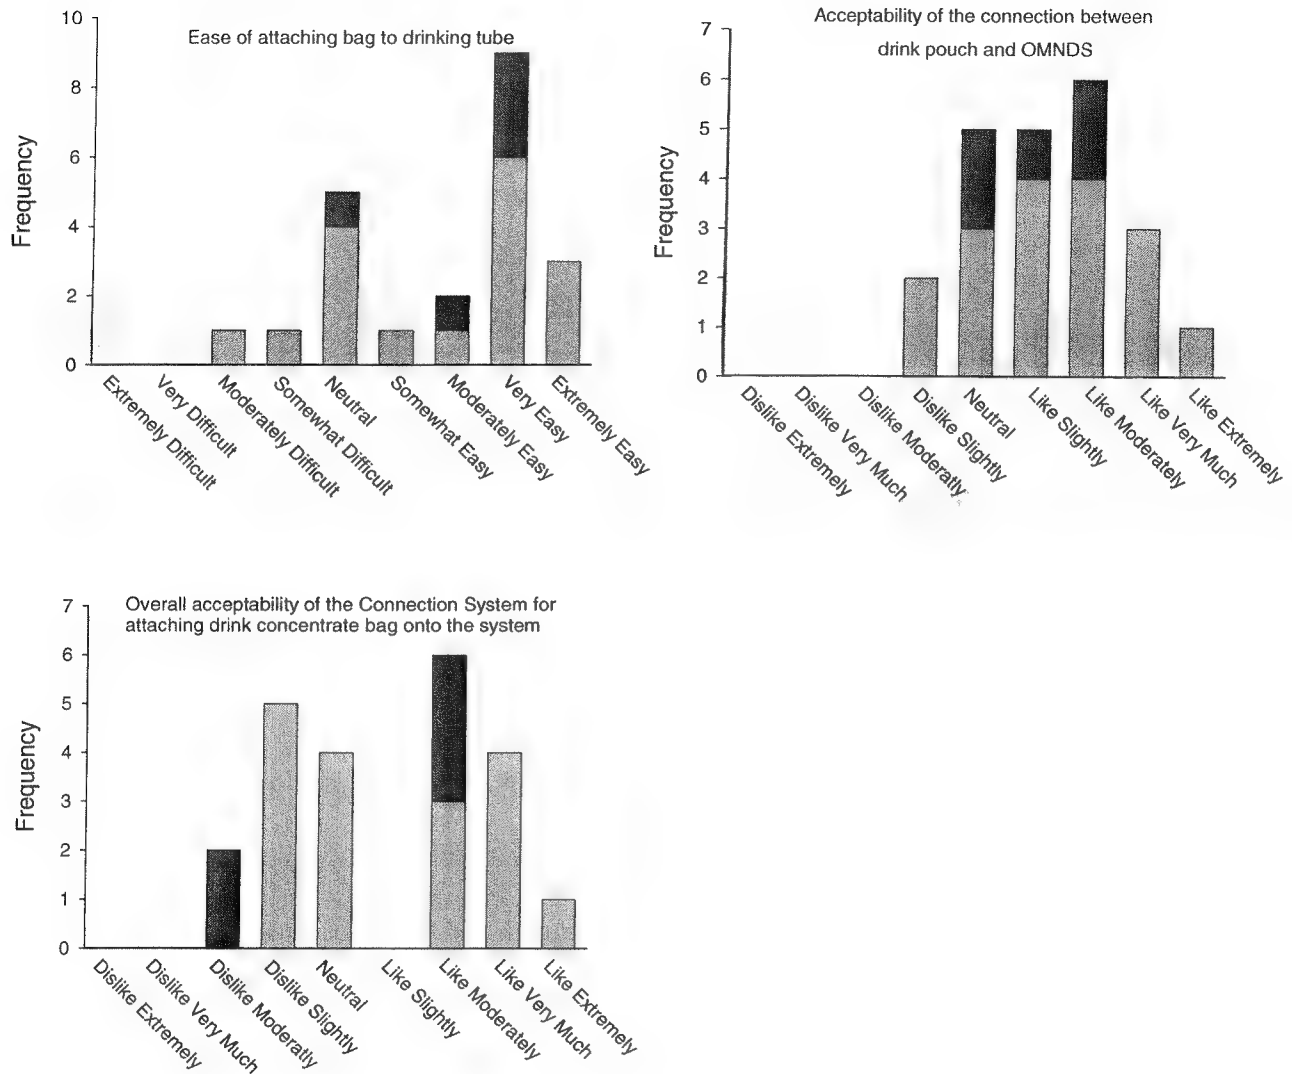 Ease of attaching bag to drinking tube
Frequency
10
8
6
4
2
0
Extremely Difficult
Very Difficult
Moderately Difficult
Somewhat Difficult
Neutral
Somewhat Easy
Moderately Easy
Very Easy
Extremely Easy
Acceptability of the connection between
drink pouch and OMNDS
Frequency
7
6
5
4
3
2
1
0
Dislike Extremely
Dislike Very Much
Dislike Moderatly
Dislike Slightly
Neutral
Like Slightly
Like Moderately
Like Very Much
Like Extremely
Overall acceptability of the Connection System for
attaching drink concentrate bag onto the system
Frequency
7
6
5
4
3
2
1
0
Dislike Extremely
Dislike Very Much
Dislike Moderatly
Dislike Slightly
Neutral
Like Slightly
Like Moderately
Like Very Much
Like Extremely